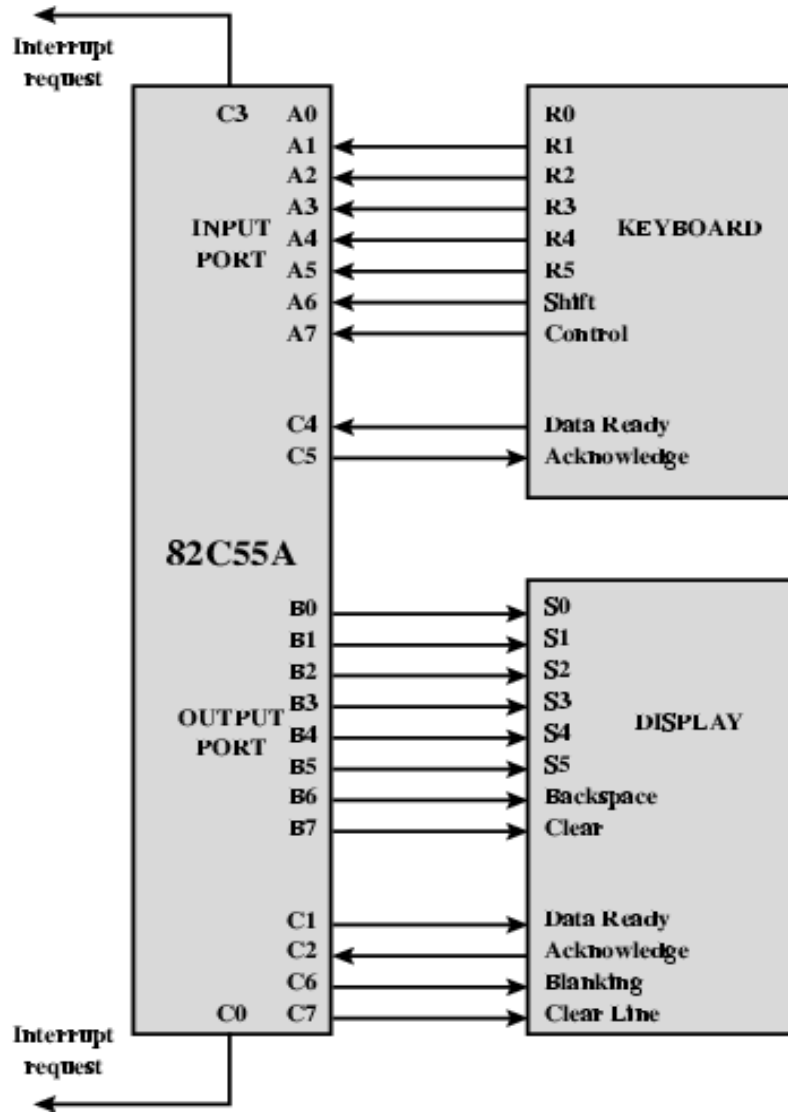 Interrupt
request
C3
A0
A1
A2
A3
A4
A5
A6
A7
INPUT
PORT
C4
C5
82C55A
B0
B1
B2
B3
B4
B5
B6
B7
OUTPUT
PORT
C1
C2
C6
C7
C0
Interrupt
request
R0
R1
R2
R3
R4
R5
Shift
Control
KEYBOARD
Data Ready
Acknowledge
S0
S1
S2
S3
S4
S5
Backspace
Clear
DISPLAY
Data Ready
Acknowledge
Blanking
Clear Line